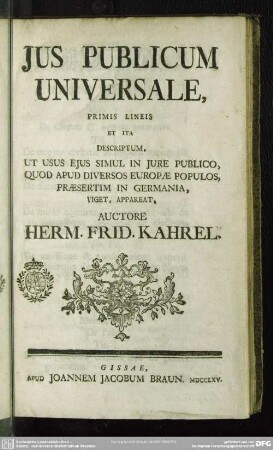 JUS PUBLICUM
UNIVERSALE,
PRIMIS LINEIS
ET ITA
DESCRIPTUM,
UT USUS EJUS SIMUL IN JURE PUBLICO,
QUOD APUD DIVERSOS EUROPÆ POPULOS,
PRÆSERTIM IN GERMANIA,
VIGET, APPAREAT,
AUCTORE
HERM. FRID. KAHREL.
GISSAE,
APUD JOANNEM JACOBUM BRAUN. MDCCLXV.
DFG